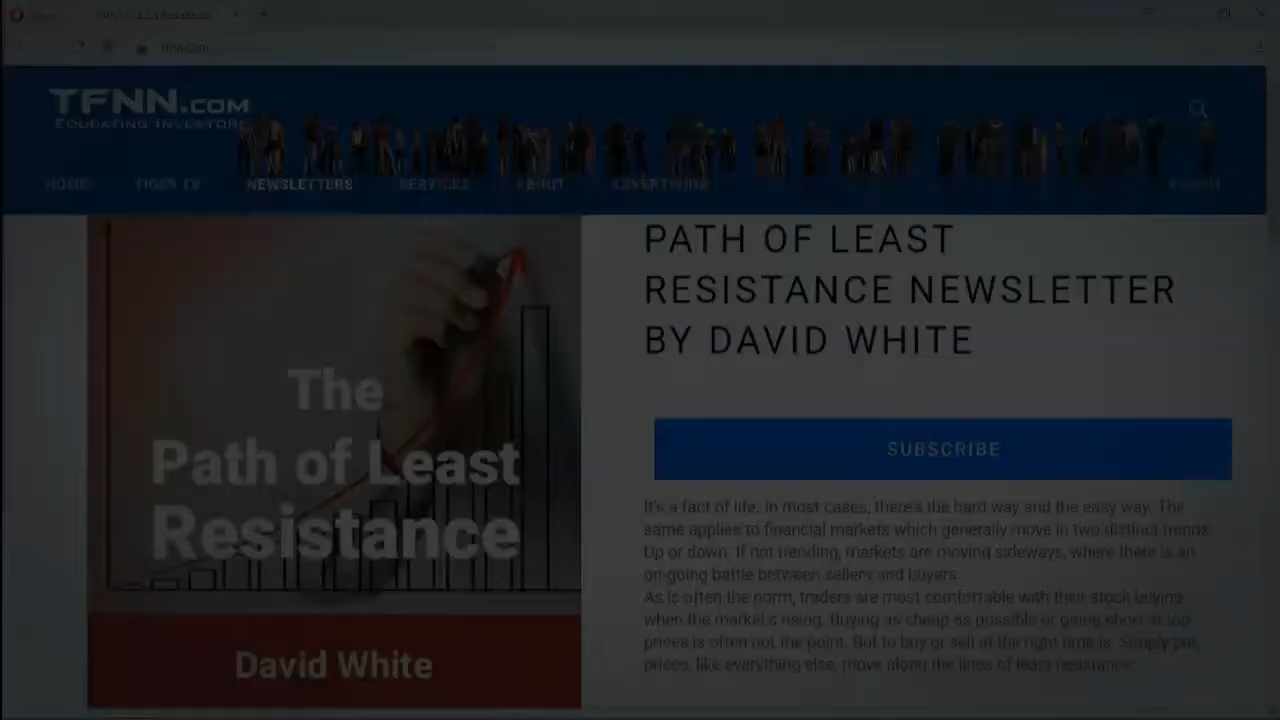 TFNN.COM
EDUCATING INVESTORS
HOME TIGER TV NEWSLETTERS SERVICES ABOUT ADVERTISING
PATH OF LEAST
RESISTANCE NEWSLETTER
BY DAVID WHITE
The
Path of Least
Resistance
David White
SUBSCRIBE
It's a fact of life. In most cases, there's the hard way and the easy way. The
same applies to financial markets which generally move in two distinct trends.
Up or down. If not trending, markets are moving sideways, where there is an
on-going battle between sellers and buyers.
As is often the norm, traders are most comfortable with their stock buying
when the market's rising. Buying as cheap as possible or going short at top
prices is often not the point. But to buy or sell at the right time is. Simply put,
prices, like everything else, move along the lines of least resistance.